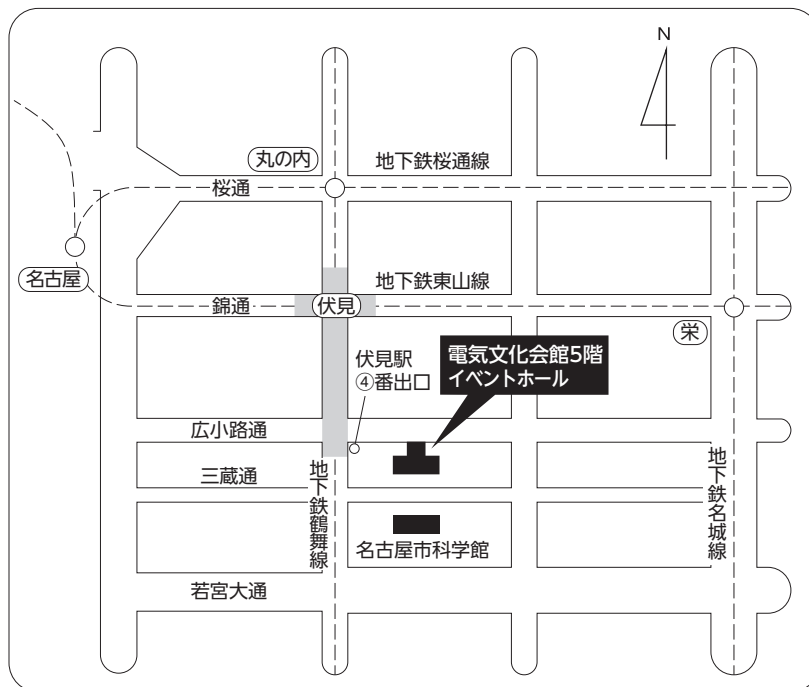 N
丸の内
地下鉄桜通線
桜通
名古屋
地下鉄東山線
錦通
伏見
栄
伏見駅
④番出口
電気文化会館5階
イベントホール
広小路通
三蔵通
地下鉄鶴舞線
地下鉄名城線
名古屋市科学館
若宮大通